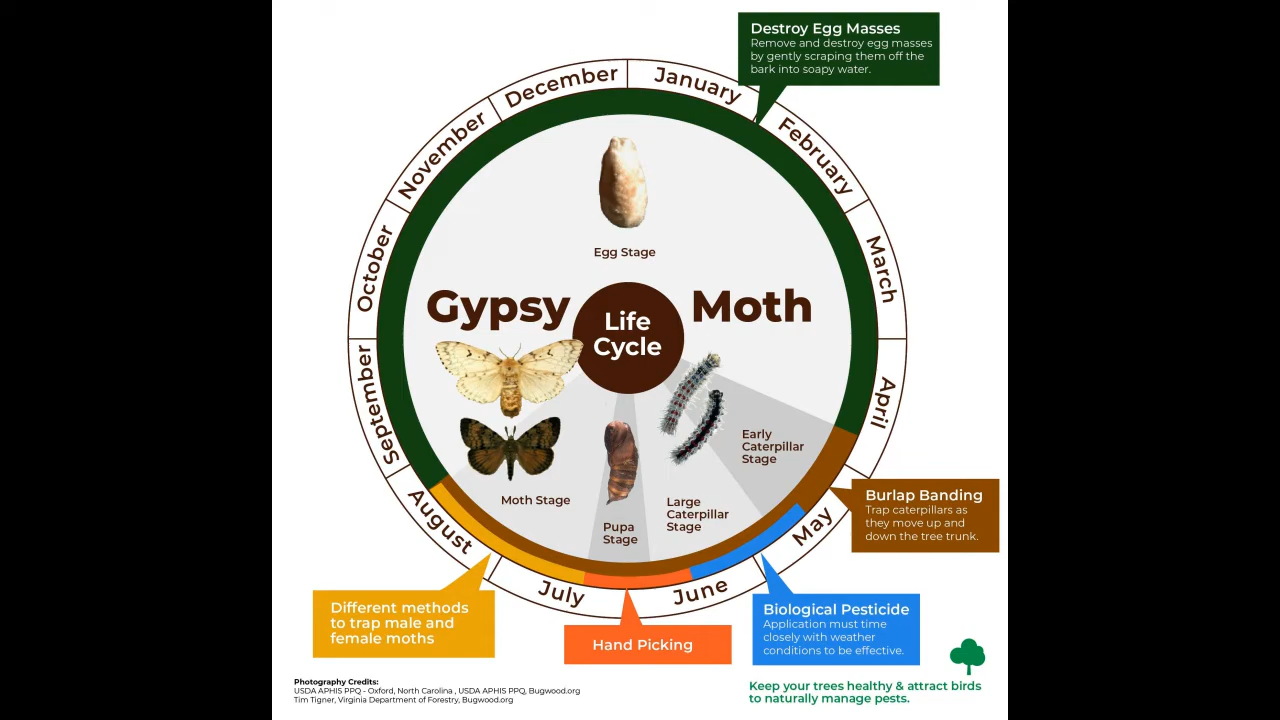 Destroy Egg Masses
Remove and destroy egg masses
by gently scraping them off the
bark into soapy water.
December
January
November
February
October
March
September
April
August
May
July
June
Egg Stage
Gypsy
Moth
Life
Cycle
Early
Caterpillar
Stage
Large
Caterpillar
Stage
Moth Stage
Pupa
Stage
Burlap Banding
Trap caterpillars as
they move up and
down the tree trunk.
Different methods
to trap male and
female moths
Hand Picking
Biological Pesticide
Application must time
closely with weather
conditions to be effective.
Photography Credits:
USDA APHIS PPQ - Oxford, North Carolina , USDA APHIS PPQ, Bugwood.org
Tim Tigner, Virginia Department of Forestry, Bugwood.org
Keep your trees healthy & attract birds
to naturally manage pests.